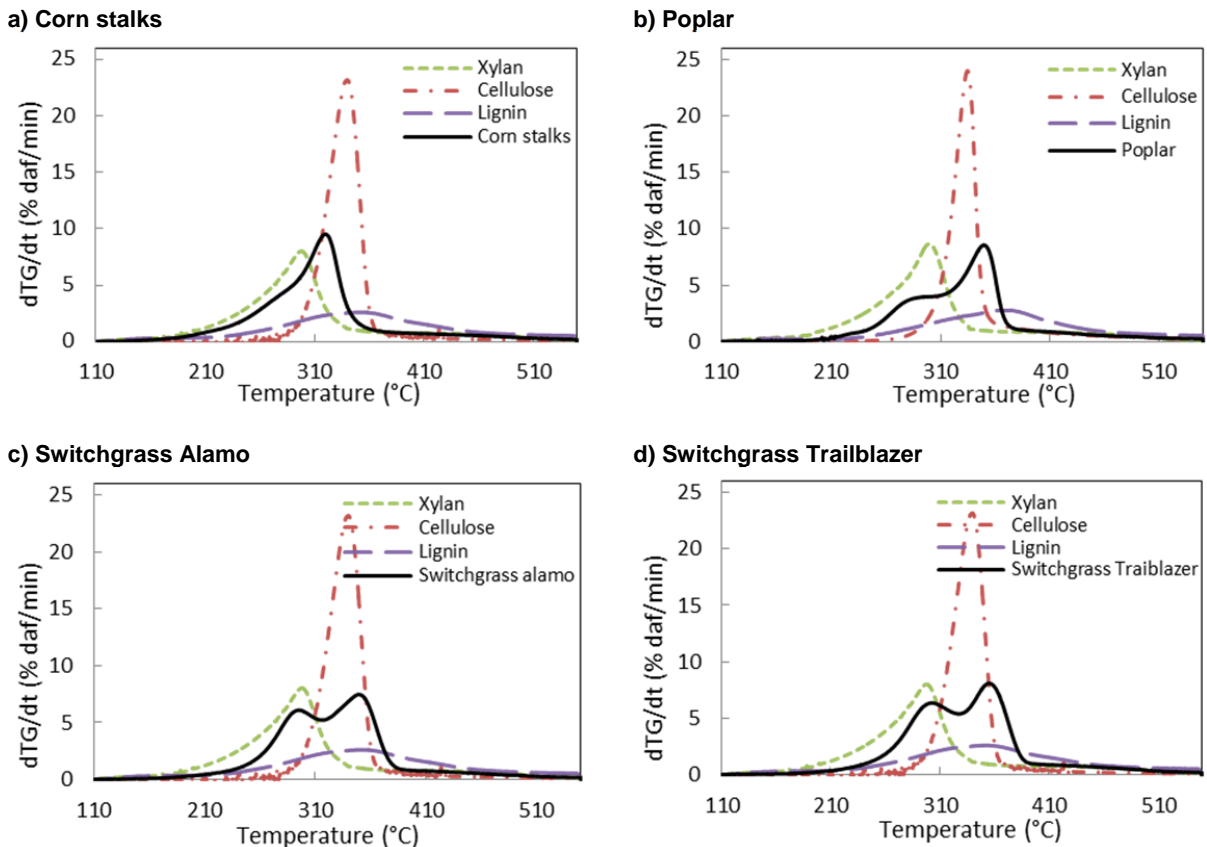 a) Corn stalks
25
20
15
10
5
0
dTG/dt (% daf/min)
Xylan
Cellulose
Lignin
Corn stalks
110 210 310 410 510
Temperature (°C)
b) Poplar
25
20
15
10
5
0
dTG/dt (% daf/min)
Xylan
Cellulose
Lignin
Poplar
110 210 310 410 510
Temperature (°C)
c) Switchgrass Alamo
25
20
15
10
5
0
dTG/dt (% daf/min)
Xylan
Cellulose
Lignin
Switchgrass alamo
110 210 310 410 510
Temperature (°C)
d) Switchgrass Trailblazer
25
20
15
10
5
0
dTG/dt (% daf/min)
Xylan
Cellulose
Lignin
Switchgrass Traiblazer
110 210 310 410 510
Temperature (°C)